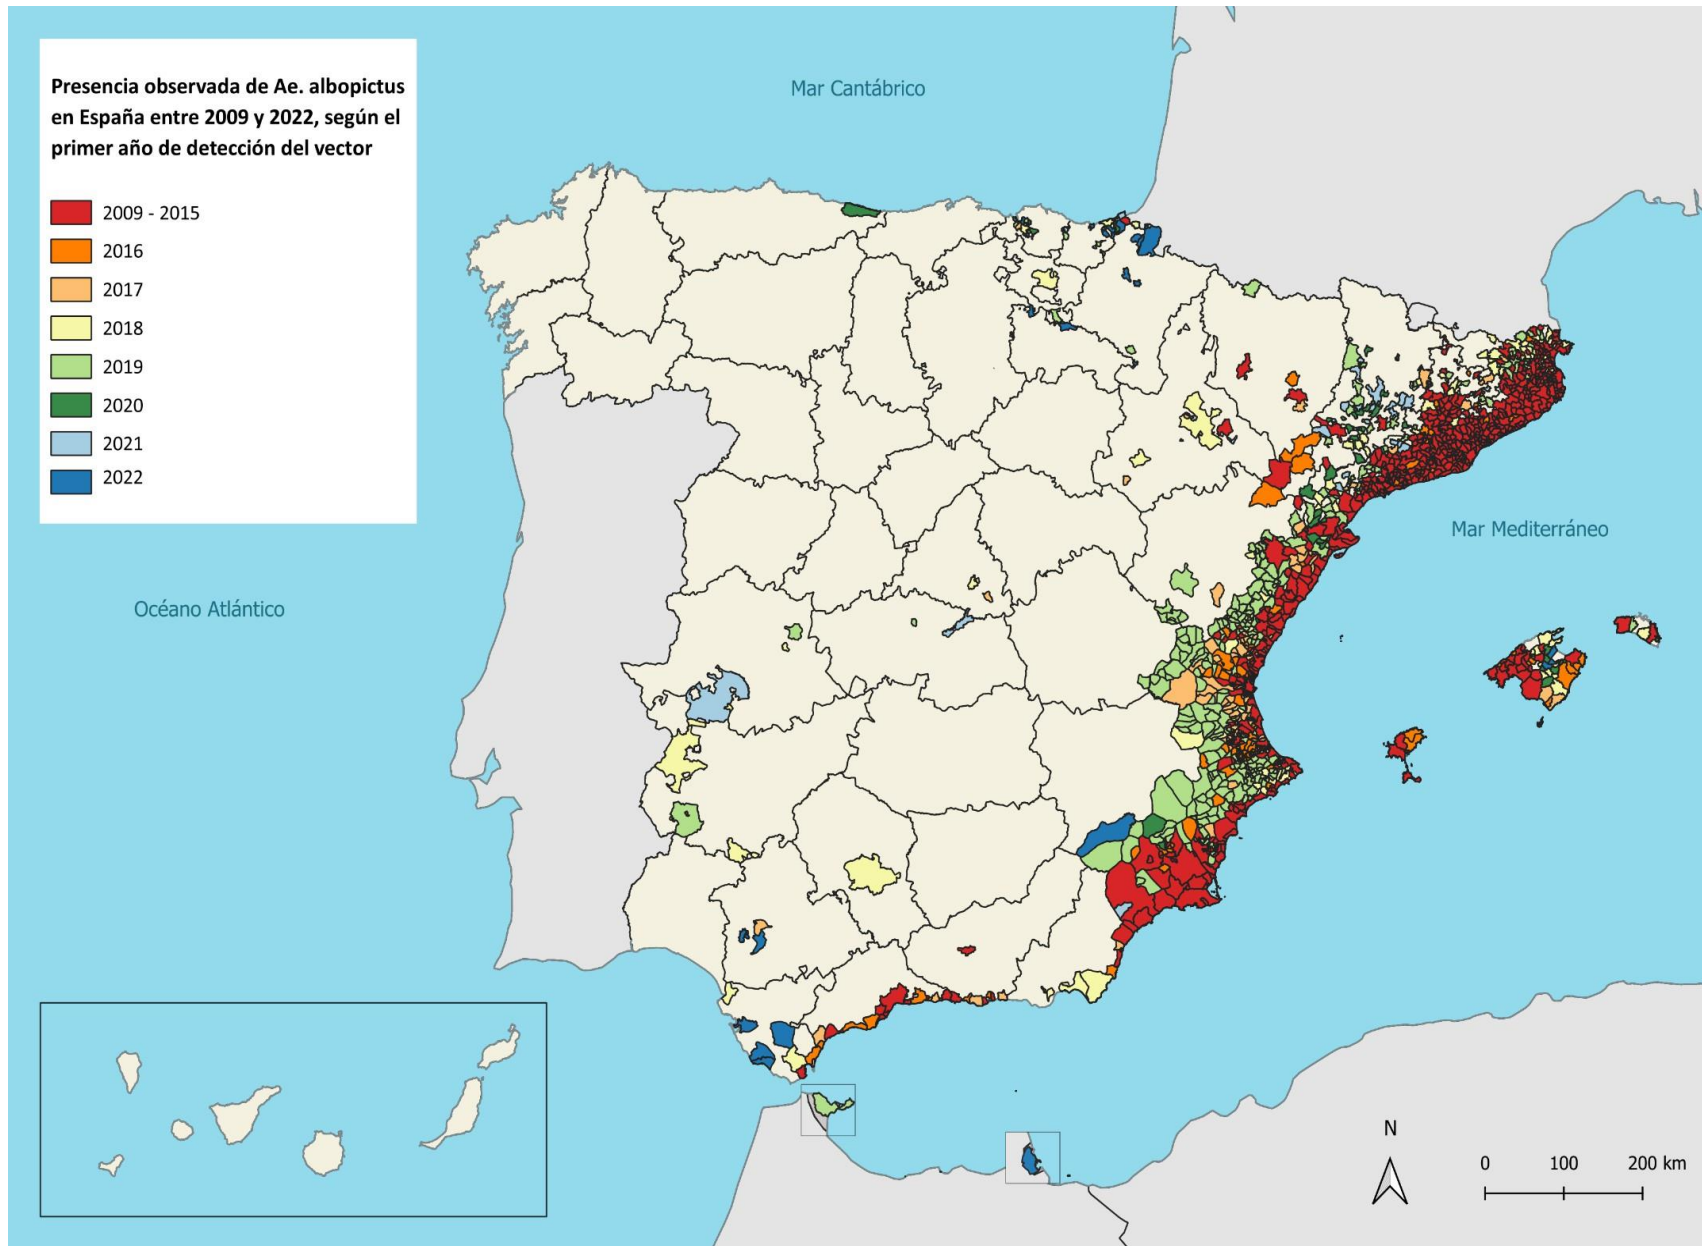 Presencia observada de Ae. albopictus
en España entre 2009 y 2022, según el
primer año de detección del vector
2009 - 2015
2016
2017
2018
2019
2020
2021
2022
Mar Cantábrico
Mar Mediterráneo
Océano Atlántico
N
0 100 200 km